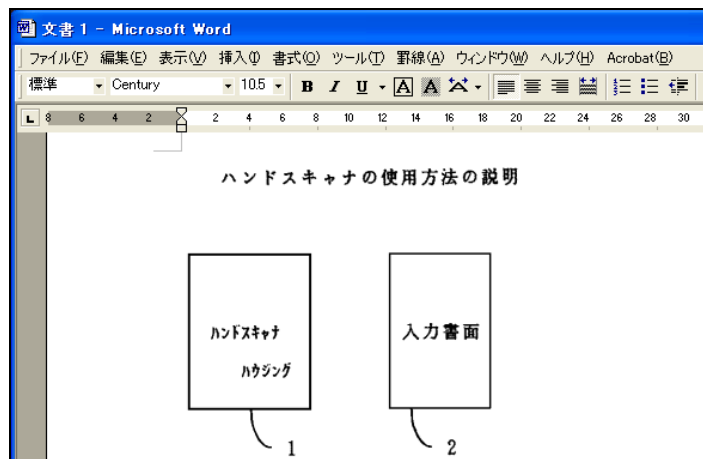 文書 1 - Microsoft Word
ファイル(F) 編集(E) 表示(V) 挿入(I) 書式(O) ツール(T) 罫線(A) ウィンドウ(W) ヘルプ(H) Acrobat(B)
標準 Century 10.5 B I U A A
L 8 6 4 2 2 4 6 8 10 12 14 16 18 20 22 24 26 28 30
ハンドスキャナの使用方法の説明
ハンドスキャナ
ハウジング
入力書面
1 2